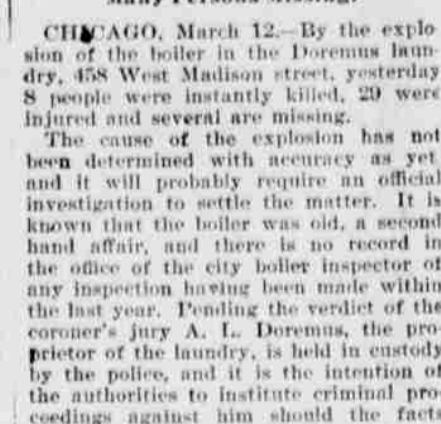 Many Persons Missing.
CHICAGO, March 12.—By the explo
sion of the boiler in the Doremus laun-
dry, 458 West Madison street, yesterday
8 people were instantly killed, 29 were
injured and several are missing.
The cause of the explosion has not
been determined with accuracy as yet
and it will probably require an official
investigation to settle the matter. It is
known that the boiler was old, a second
hand affair, and there is no record in
the office of the city boiler inspector of
any inspection having been made within
the last year. Pending the verdict of the
coroner's jury A. L. Doremus, the pro-
prietor of the laundry, is held in custody
by the police, and it is the intention of
the authorities to institute criminal pro-
ceedings against him should the facts